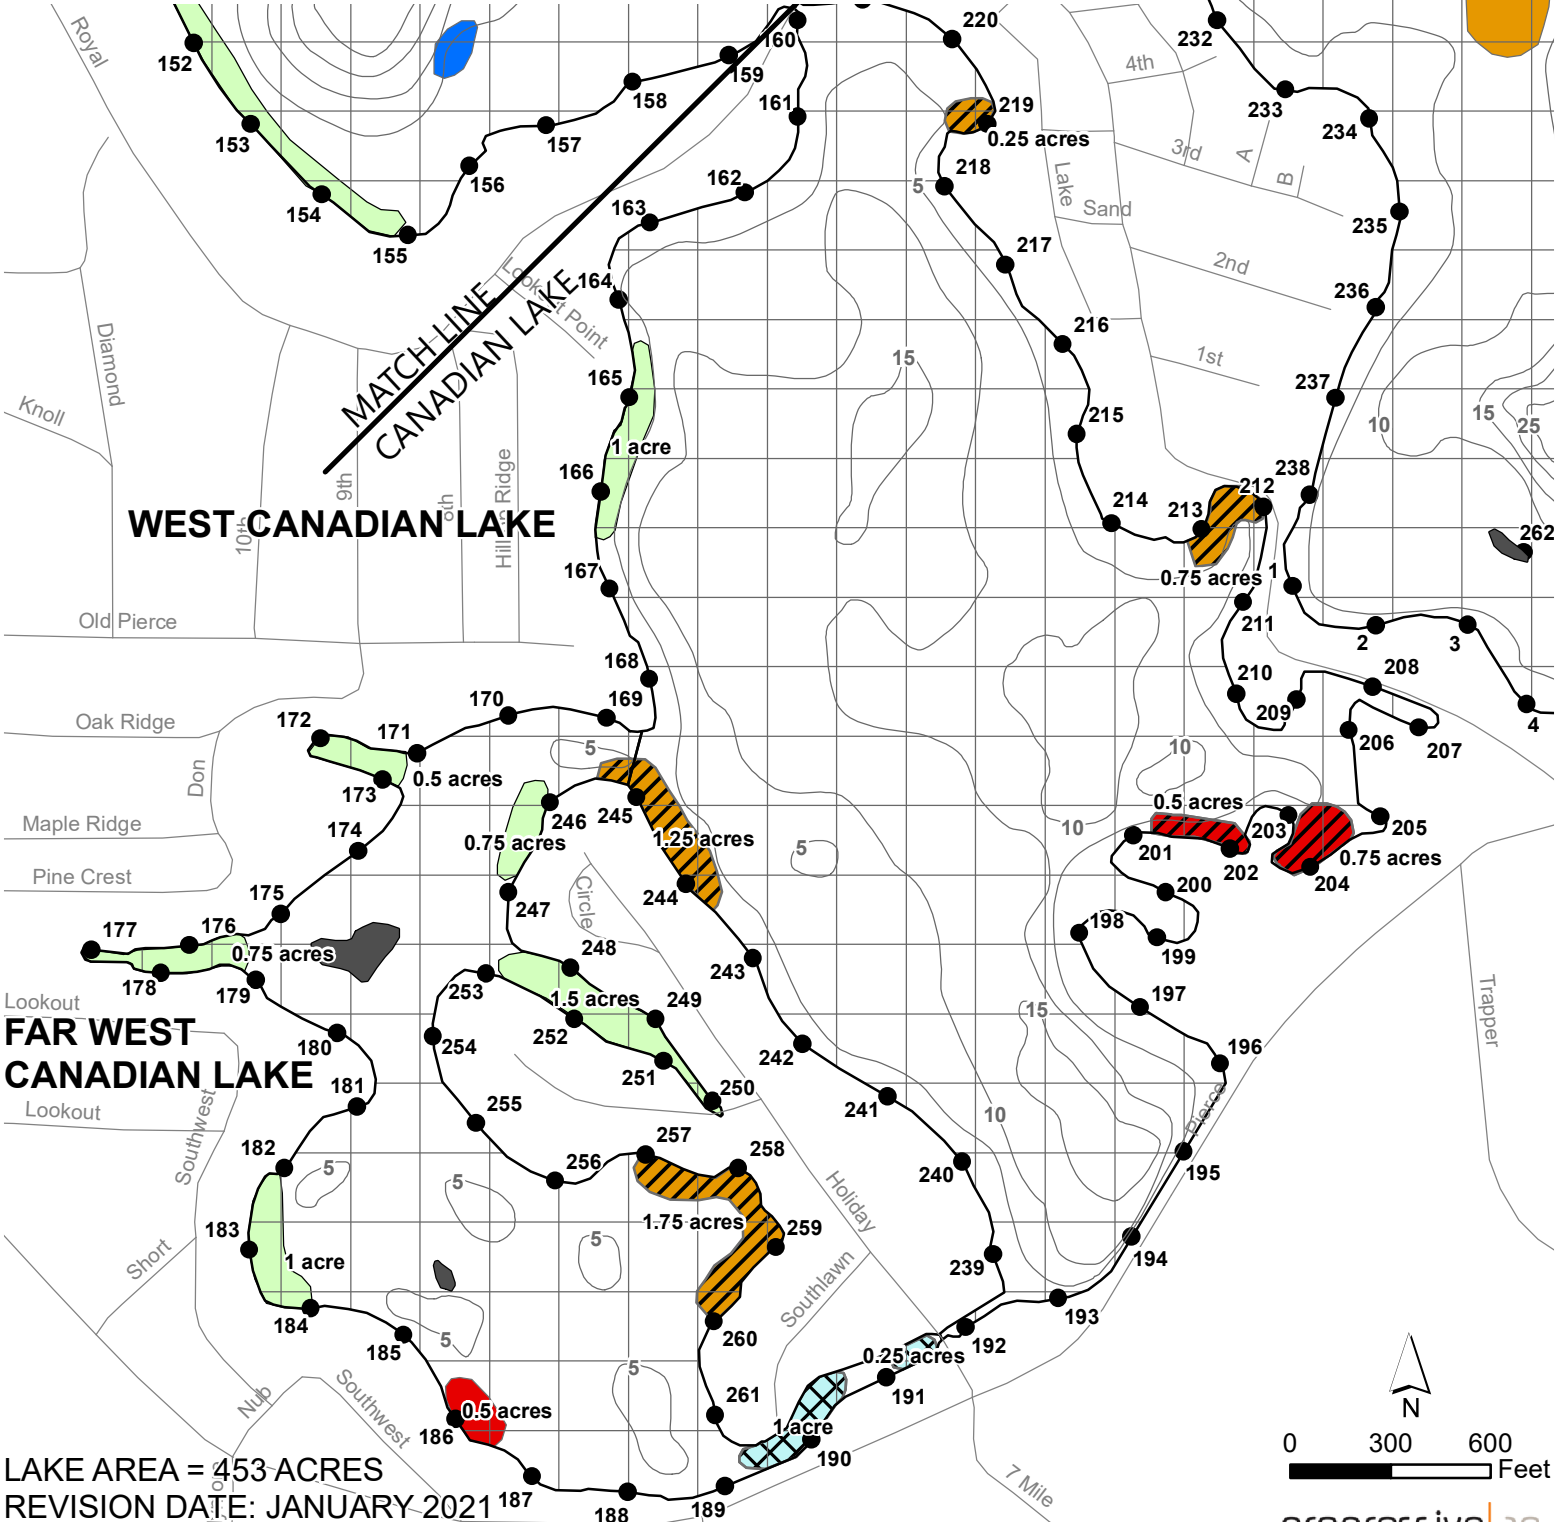 Royal
152
153
154
155
156
157
158
159
160
161
162
163
164
220
219
0.25 acres
218
5
217
216
215
214
213
212
0.75 acres
211
210
209
208
207
206
205
232
233
234
235
236
237
238
1
2
3
4
262
4th
3rd
A
B
Lake
Sand
2nd
1st
15
10
15
25
Lookout Point
MATCH LINE
CANADIAN LAKE
Diamond
Knoll
9th
10th
WEST CANADIAN LAKE
165
1 acre
166
167
168
169
170
171
172
173
0.5 acres
174
175
176
177
178
179
0.75 acres
Old Pierce
Oak Ridge
Don
Maple Ridge
Pine Crest
Lookout
FAR WEST
CANADIAN LAKE
Lookout
Southwest
180
181
182
183
1 acre
184
185
186
0.5 acres
187
188
189
190
1 acre
191
0.25 acres
192
193
194
195
196
197
198
199
200
201
202
203
204
0.5 acres
0.75 acres
10
10
15
10
5
5
5
5
5
5
5
245
246
0.75 acres
1.25 acres
244
247
Circle
248
249
1.5 acres
250
251
252
253
254
255
256
257
258
1.75 acres
259
260
261
243
242
241
240
239
Holiday
Southlawn
Pierce
Trapper
Short
Nub
Southwest
7 Mile
N
0 300 600
Feet
LAKE AREA = 453 ACRES
REVISION DATE: JANUARY 2021